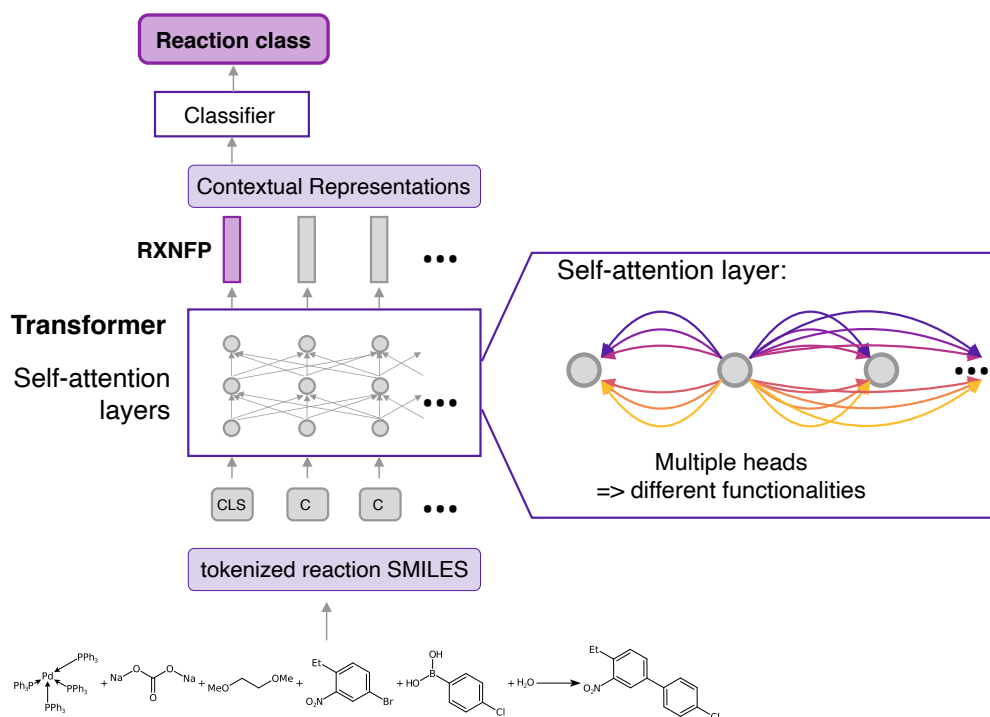 Reaction class
Classifier
Contextual Representations
RXNFP
...
Transformer
Self-attention
layers
...
CLS C C ...
tokenized reaction SMILES
Self-attention layer:
...
Multiple heads
=> different functionalities
PPh3
Pd
Ph3P PPh3
PPh3
+
Na O O Na
O
+
MeO OMe
+
Et
O2N Br
+
OH
HO B
Cl
+ H2O
Et
NO2
Cl